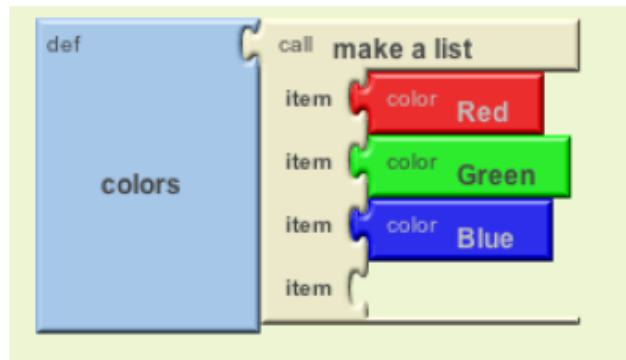 def call make a list
item color Red
item color Green
colors
item color Blue
item